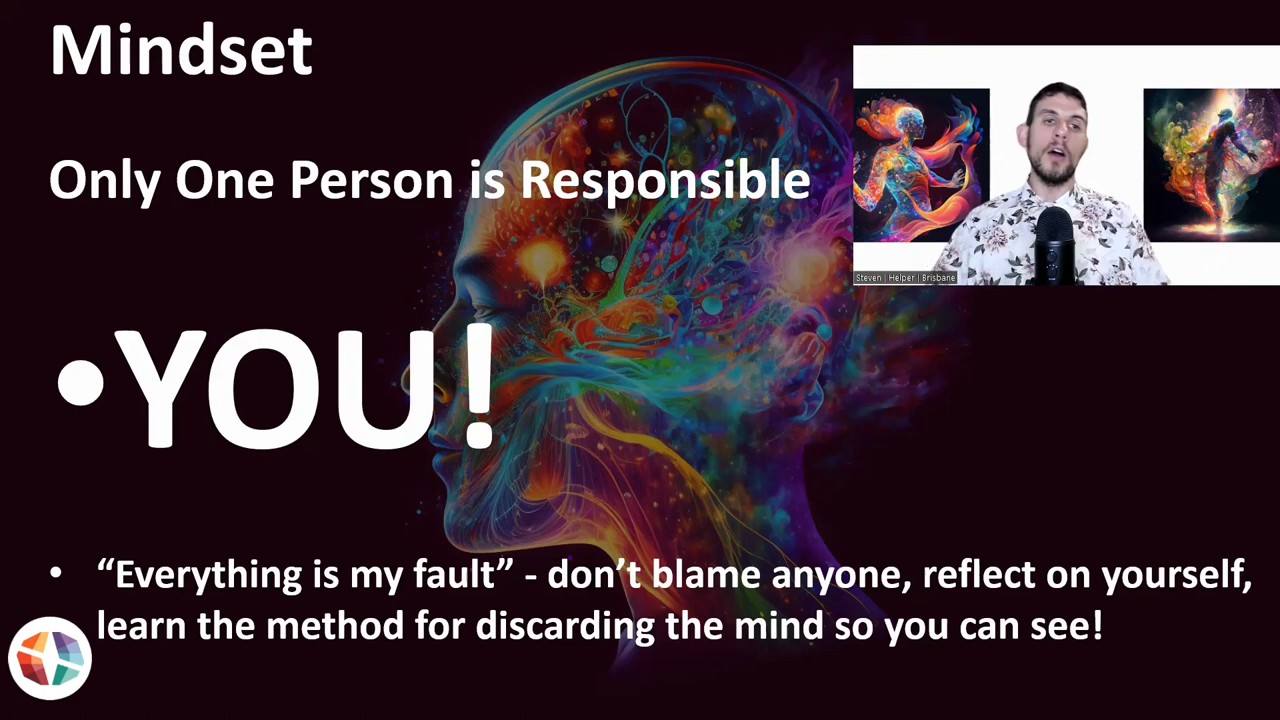 Mindset
Only One Person is Responsible
Steven | Helper | Brisbane
•YOU!
• “Everything is my fault” - don’t blame anyone, reflect on yourself,
learn the method for discarding the mind so you can see!